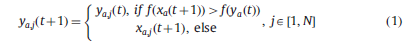 y_{a,j}(t+1) = { y_{a,j}(t), if f(x_a(t+1)) > f(y_a(t))
x_{a,j}(t+1), else
, j ∈ [1, N] (1)